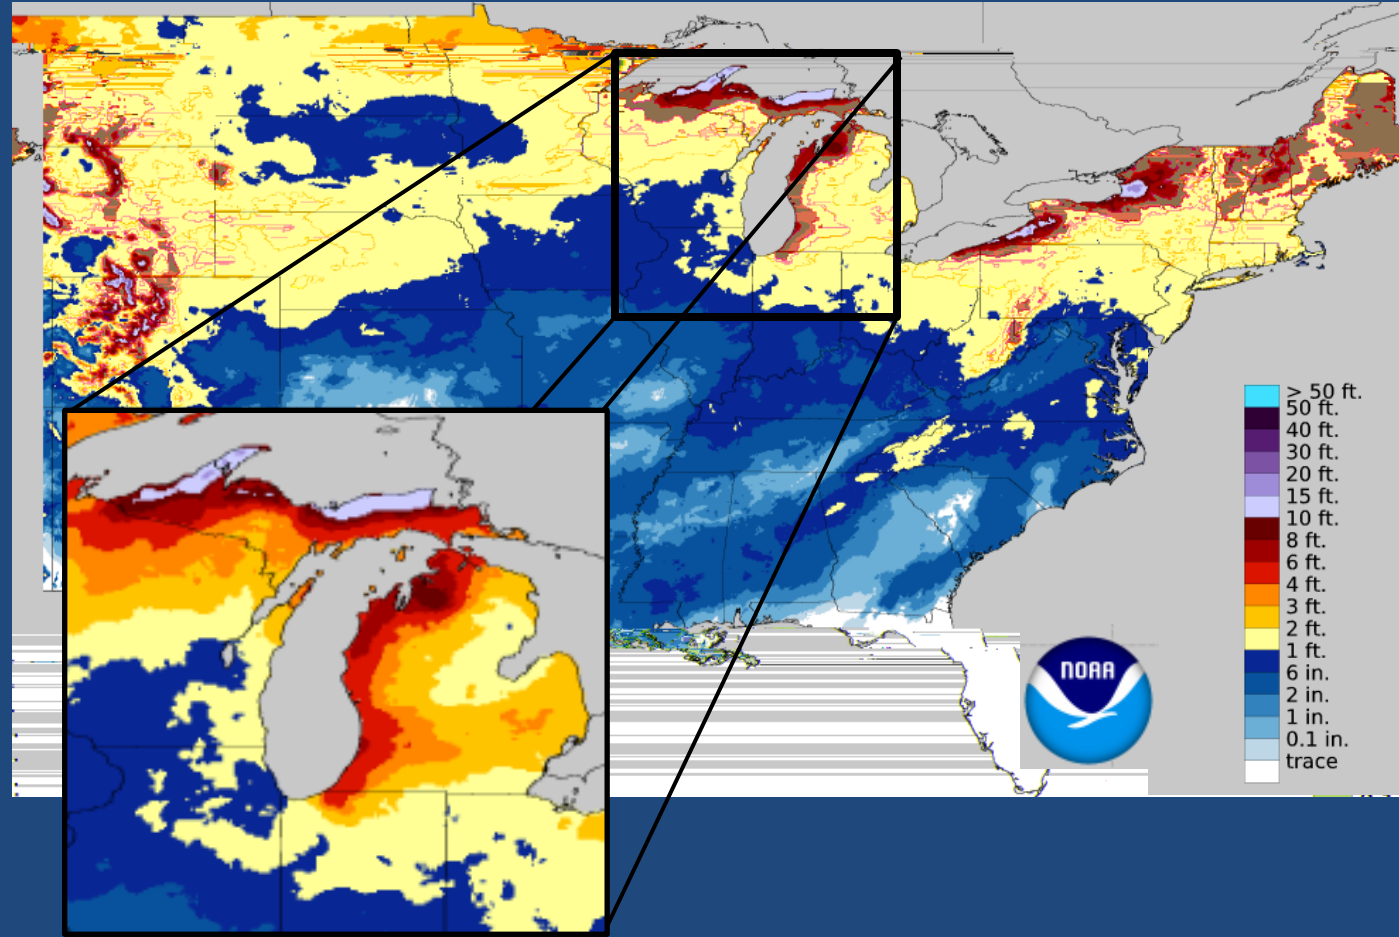 > 50 ft.
50 ft.
40 ft.
30 ft.
20 ft.
15 ft.
10 ft.
8 ft.
6 ft.
4 ft.
3 ft.
2 ft.
1 ft.
6 in.
2 in.
1 in.
0.1 in.
trace
NOAA